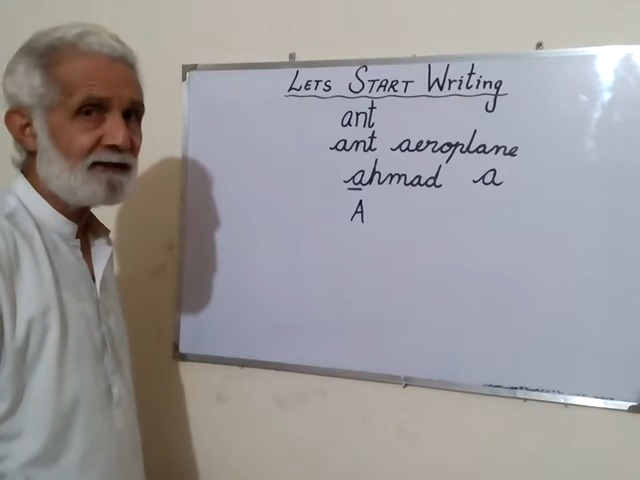 LETS START Writing
ant
ant aeroplane
ahmad a
A